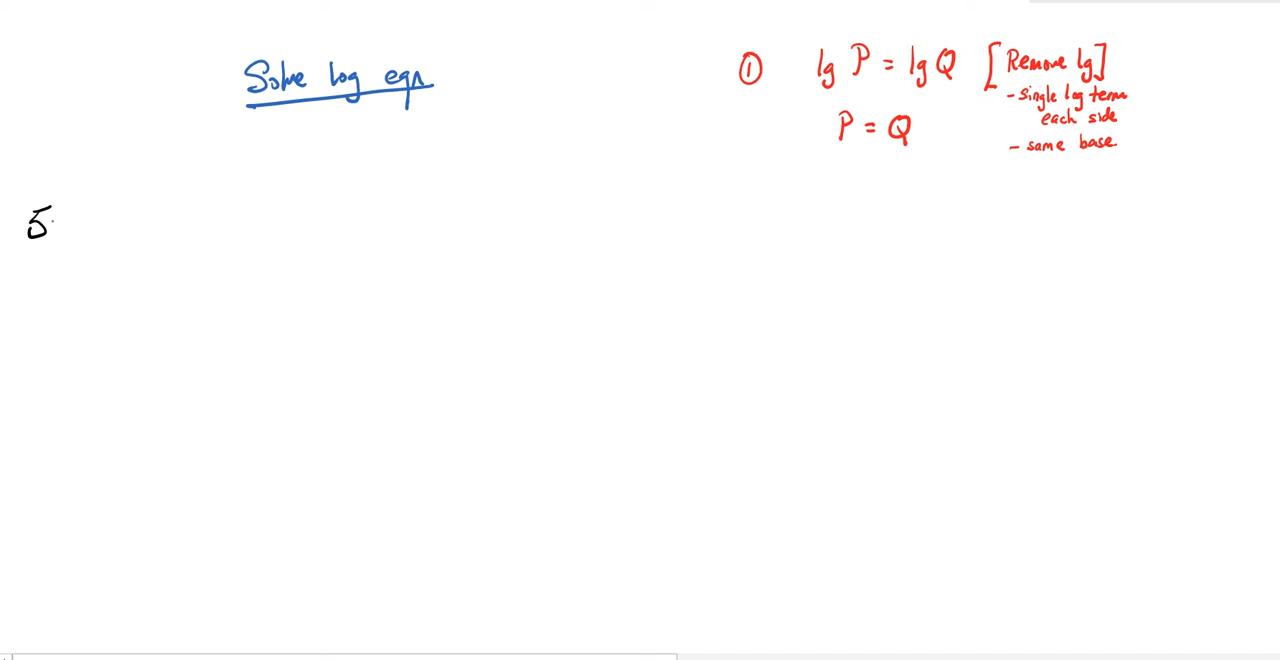 Solve log eqn
① lg P = lg Q [Remove lg]
- single log term
each side
P = Q
- same base
5